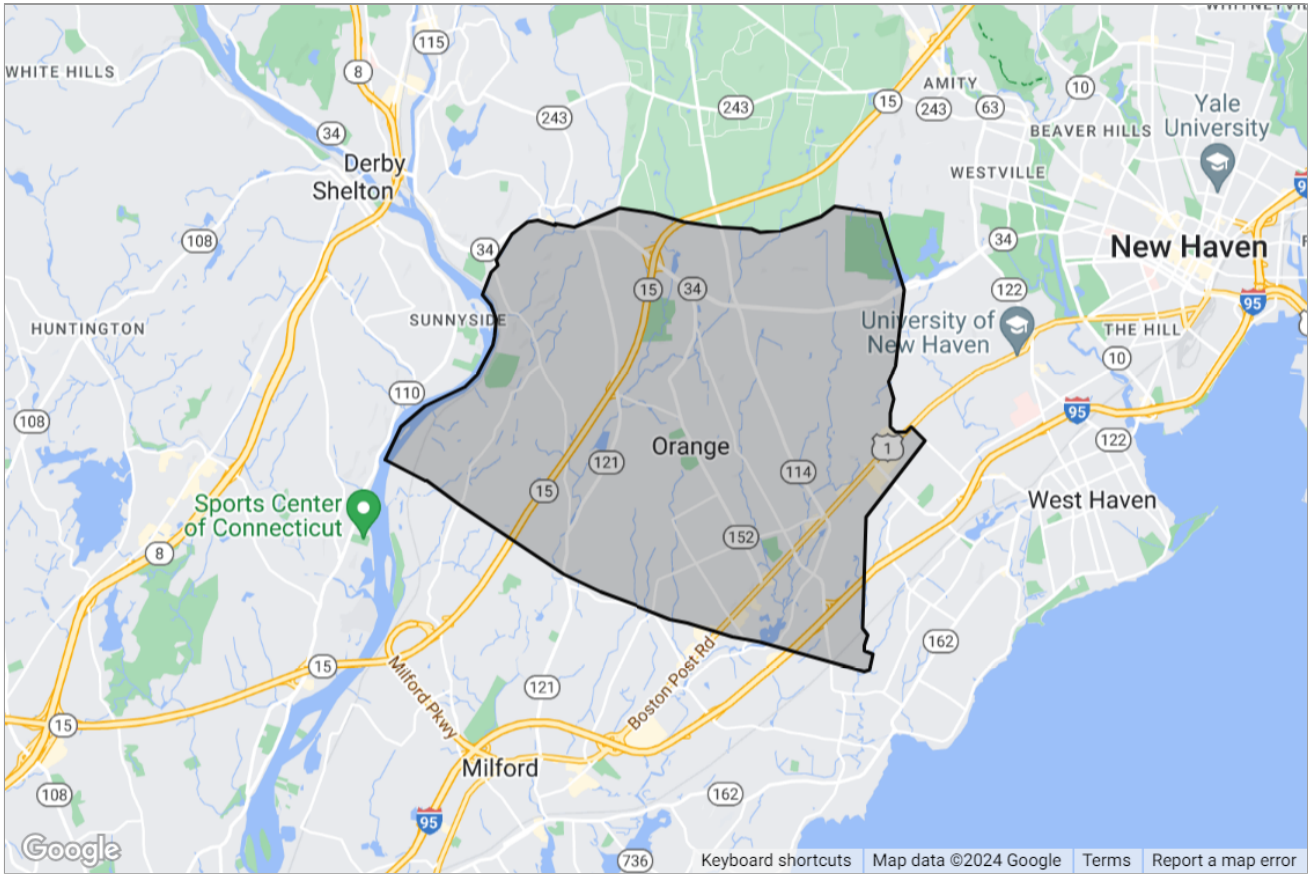 WHITNEYVIL
115
WHITE HILLS
8
AMITY
10
15
243
63
243
243
Yale
University
BEAVER HILLS
34
Derby
Shelton
WESTVILLE
108
34
34
New Haven
15
34
122
95
HUNTINGTON
SUNNYSIDE
University of
New Haven
THE HILL
10
110
95
108
122
Orange
1
121
114
15
Sports Center
of Connecticut
West Haven
152
8
162
15
Milford Pkwy
121
Boston Post Rd
15
Milford
108
162
95
Google
736
Keyboard shortcuts
Map data ©2024 Google
Terms
Report a map error